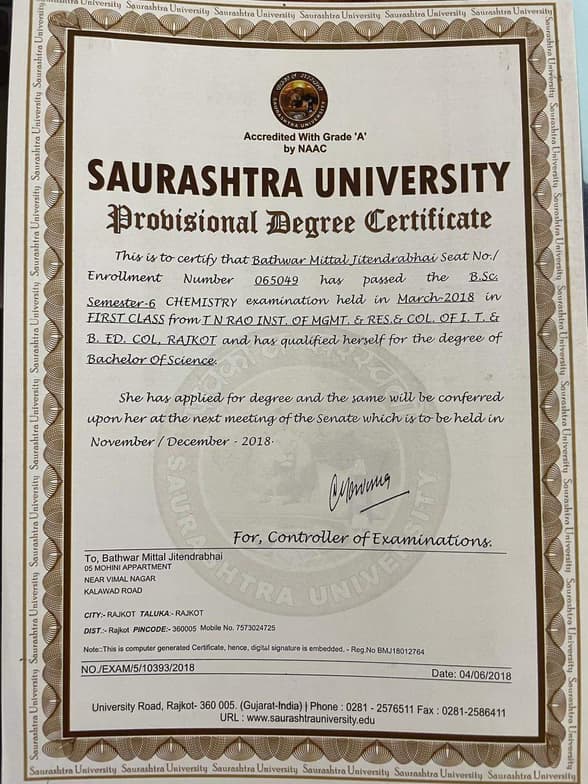 Accredited With Grade 'A'
by NAAC
SAURASHTRA UNIVERSITY
Provisional Degree Certificate
This is to certify that Bathwar Mittal Jitendrabhai Seat No./
Enrollment Number 065049 has passed the B.Sc.
Semester-6 CHEMISTRY examination held in March-2018 in
FIRST CLASS from T N RAO INST. OF MGMT. & RES.& COL. OF I. T. &
B. ED. COL, RAJKOT and has qualified herself for the degree of
Bachelor Of Science.
She has applied for degree and the same will be conferred
upon her at the next meeting of the Senate which is to be held in
November / December - 2018.
For, Controller of Examinations.
To, Bathwar Mittal Jitendrabhai
05 MOHINI APPARTMENT
NEAR VIMAL NAGAR
KALAWAD ROAD
CITY:- RAJKOT TALUKA:- RAJKOT
DIST.:- Rajkot PINCODE:- 360005 Mobile No. 7573024725
Note::This is computer generated Certificate, hence, digital signature is embedded, - Reg.No BMJ18012764
NO./EXAM/5/10393/2018
Date: 04/06/2018
University Road, Rajkot- 360 005. (Gujarat-India) | Phone : 0281 - 2576511 Fax : 0281-2586411
URL : www.saurashtrauniversity.edu